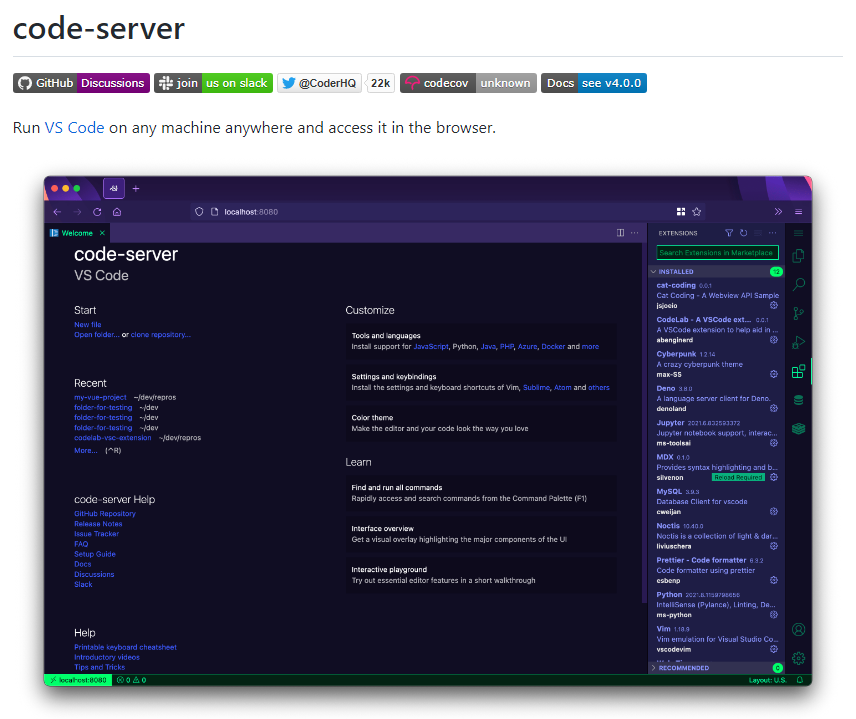 code-server
GitHub Discussions join us on slack @CoderHQ 22k codecov unknown Docs see v4.0.0
Run VS Code on any machine anywhere and access it in the browser.
localhost:8080
Welcome
code-server
VS Code
Start
New file
Open folder... or clone repository...
Recent
my-vue-project ~/dev/repros
folder-for-testing ~/dev
folder-for-testing ~/dev
folder-for-testing ~/dev
codelab-vsc-extension ~/dev/repros
More... (^R)
code-server Help
GitHub Repository
Release Notes
Issue Tracker
FAQ
Setup Guide
Docs
Discussions
Slack
Help
Printable keyboard cheatsheet
Introductory videos
Tips and Tricks
Customize
Tools and languages
Install support for JavaScript, Python, Java, PHP, Azure, Docker and more
Settings and keybindings
Install the settings and keyboard shortcuts of Vim, Sublime, Atom and others
Color theme
Make the editor and your code look the way you love
Learn
Find and run all commands
Rapidly access and search commands from the Command Palette (F1)
Interface overview
Get a visual overlay highlighting the major components of the UI
Interactive playground
Try out essential editor features in a short walkthrough
EXTENSIONS
Search Extensions in Marketplace
INSTALLED 12
cat-coding 0.0.1
Cat Coding - A Webview API Sample
jsjoeio
CodeLab - A VSCode ext... 0.0.1
A VSCode extension to help aid in ...
abenginerd
Cyberpunk 1.2.14
A crazy cyberpunk theme
max-SS
Deno 3.8.0
A language server client for Deno.
denoland
Jupyter 2021.6.832593372
Jupyter notebook support, interac...
ms-toolsai
MDX 0.1.0
Provides syntax highlighting and b...
silvenon Reload Required
MySQL 3.9.3
Database Client for vscode
cweijan
Noctis 10.40.0
Noctis is a collection of light & dar...
liviuschera
Prettier - Code formatter 6.3.2
Code formatter using prettier
esbenp
Python 2021.5.1159798656
IntelliSense (Pylance), Linting, De...
ms-python
Vim 1.18.9
Vim emulation for Visual Studio Co...
vscodevim
RECOMMENDED 0
localhost:8080 0 0 Layout: U.S.